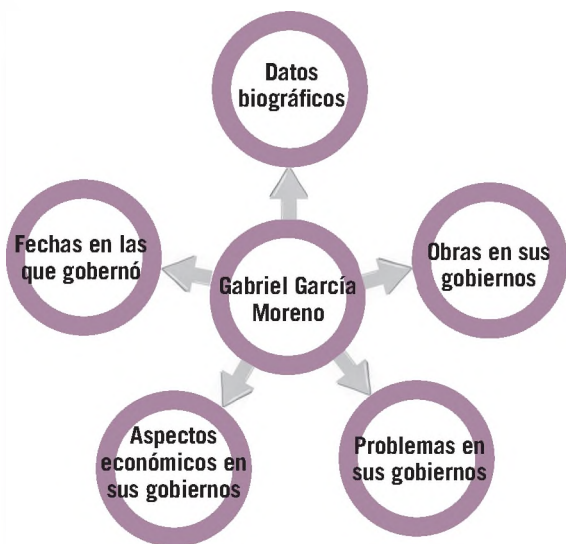 Datos
biográficos
Fechas en las
que gobernó
Gabriel García
Moreno
Obras en sus
gobiernos
Aspectos
económicos en
sus gobiernos
Problemas en
sus gobiernos